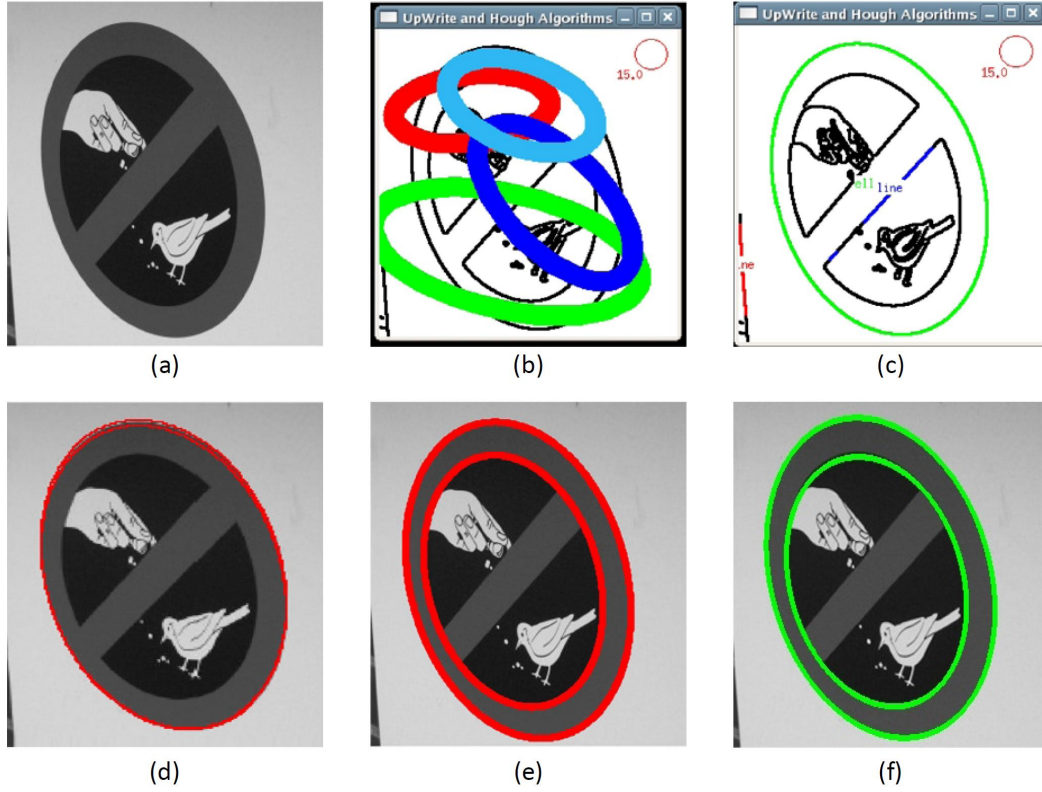 UpWrite and Hough Algorithms
15.0
UpWrite and Hough Algorithms
15.0
ell line
ne
(a)
(b)
(c)
(d)
(e)
(f)